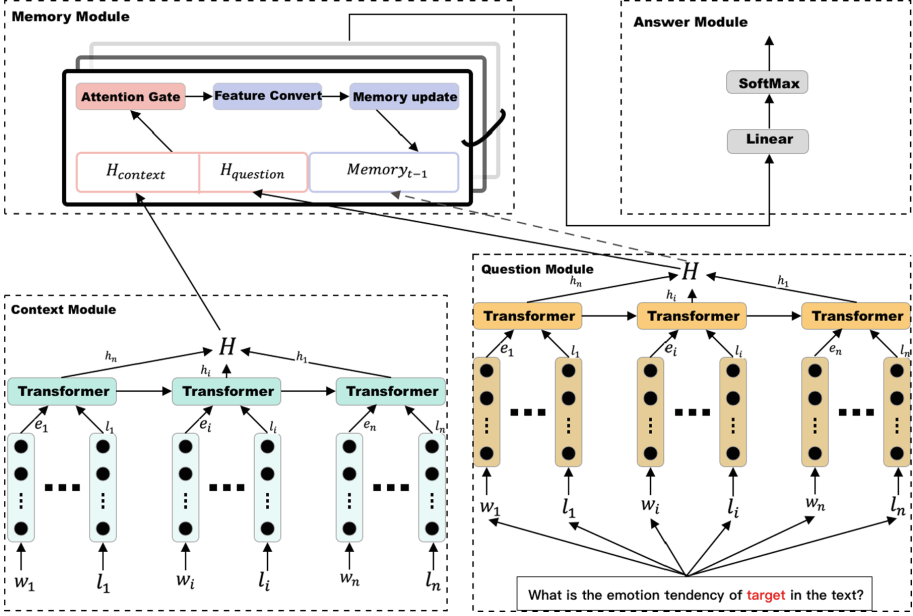 Memory Module
Attention Gate
Feature Convert
Memory update
H_context
H_question
Memory_{t-1}
Answer Module
SoftMax
Linear
Context Module
H
h_n
h_i
h_1
Transformer
Transformer
Transformer
e_1
l_1
e_i
l_i
e_n
l_n
w_1
l_1
w_i
l_i
w_n
l_n
Question Module
H
h_n
h_i
h_1
Transformer
Transformer
Transformer
e_1
l_1
e_i
l_i
e_n
l_n
w_1
l_1
w_i
l_i
w_n
l_n
What is the emotion tendency of target in the text?